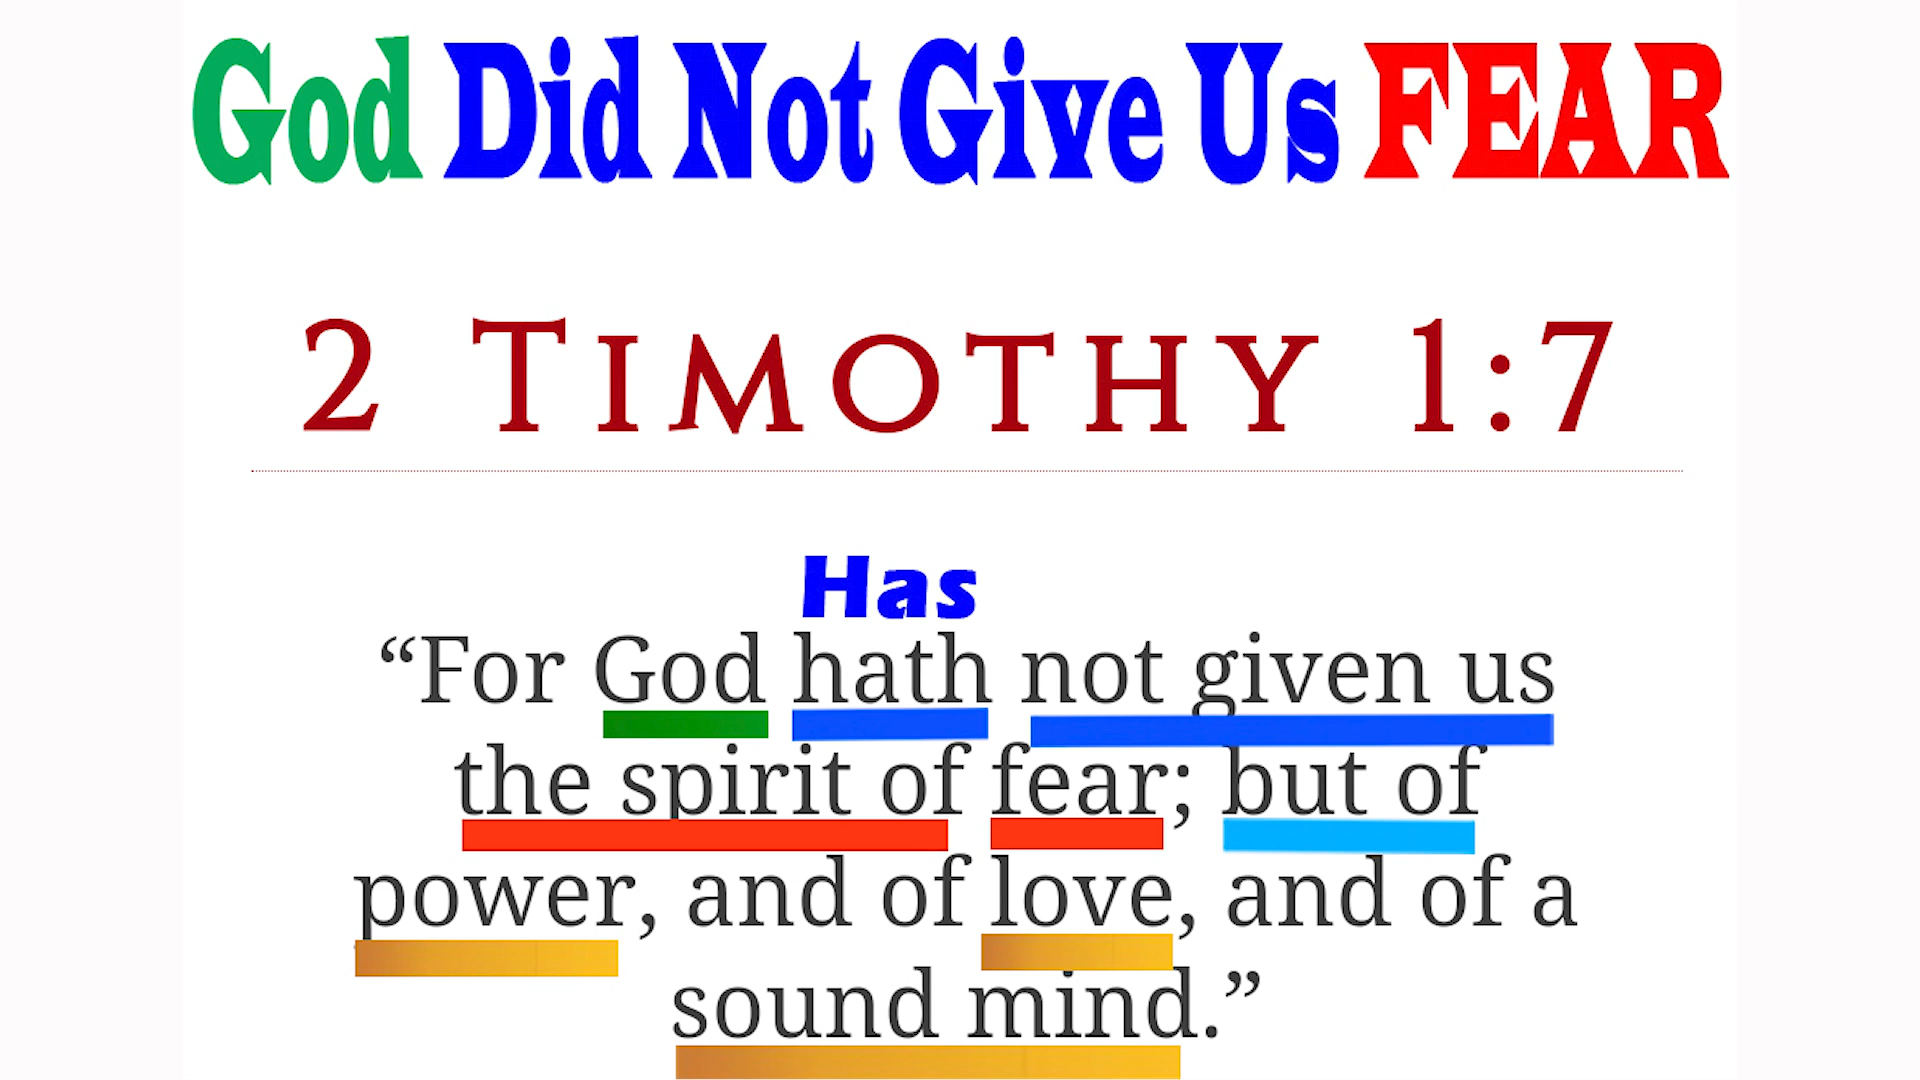 God Did Not Give Us FEAR
2 TIMOTHY 1:7
Has
“For God hath not given us
the spirit of fear; but of
power, and of love, and of a
sound mind.”